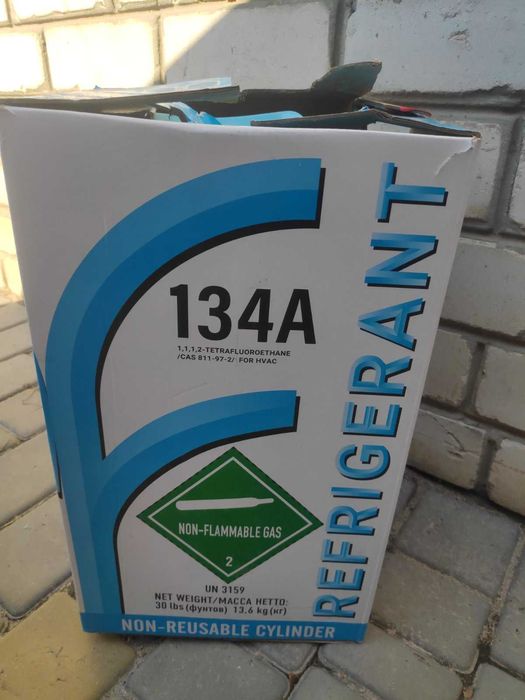 134A
1,1,1,2-TETRAFLUOROETHANE
/CAS 811-97-2/ FOR HVAC
REFRIGERANT
NON-FLAMMABLE GAS
2
UN 3159
NET WEIGHT/МАССА НЕТТО:
30 lbs (фунтов) 13.6 kg (кг)
NON-REUSABLE CYLINDER